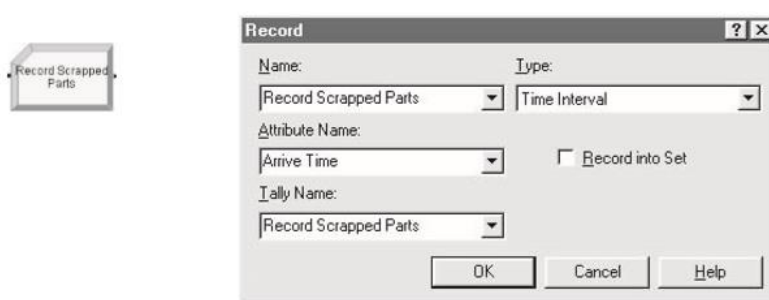 Record Scrapped
Parts
Record
Name:
Type:
Record Scrapped Parts
Time Interval
Attribute Name:
Arrive Time
Record into Set
Tally Name:
Record Scrapped Parts
OK
Cancel
Help